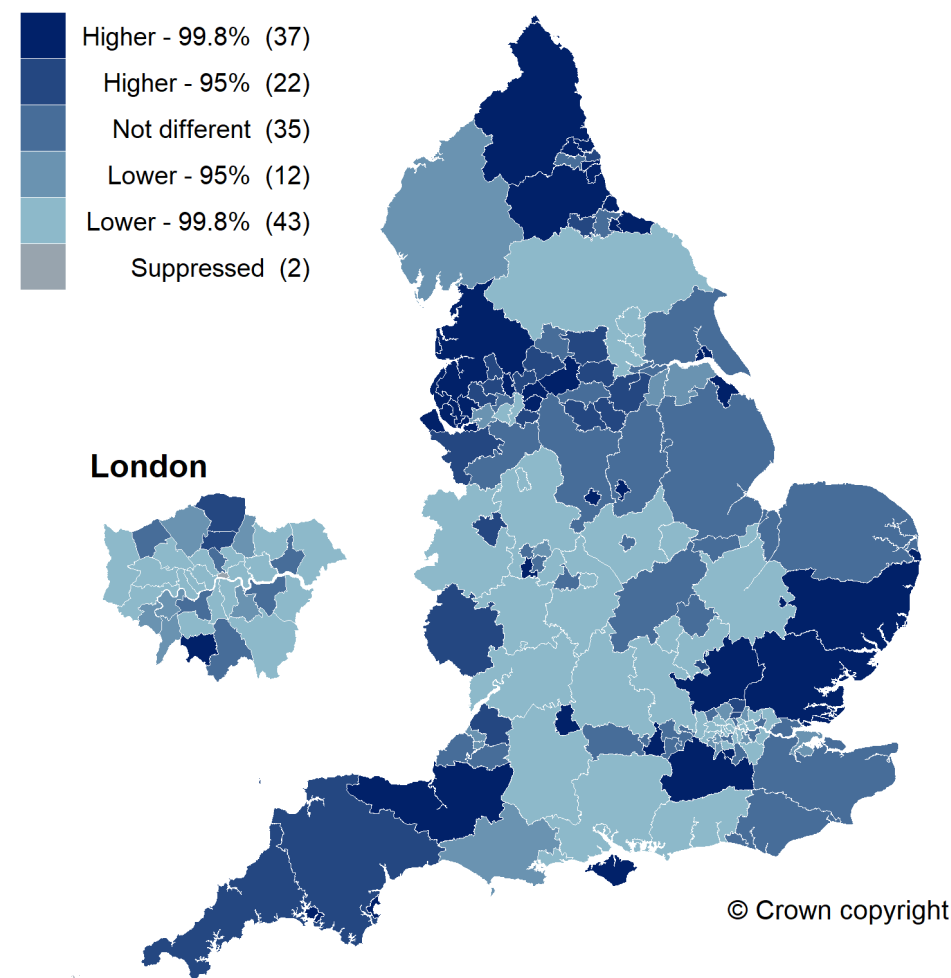 Higher - 99.8% (37)
Higher - 95% (22)
Not different (35)
Lower - 95% (12)
Lower - 99.8% (43)
Suppressed (2)
London
© Crown copyright